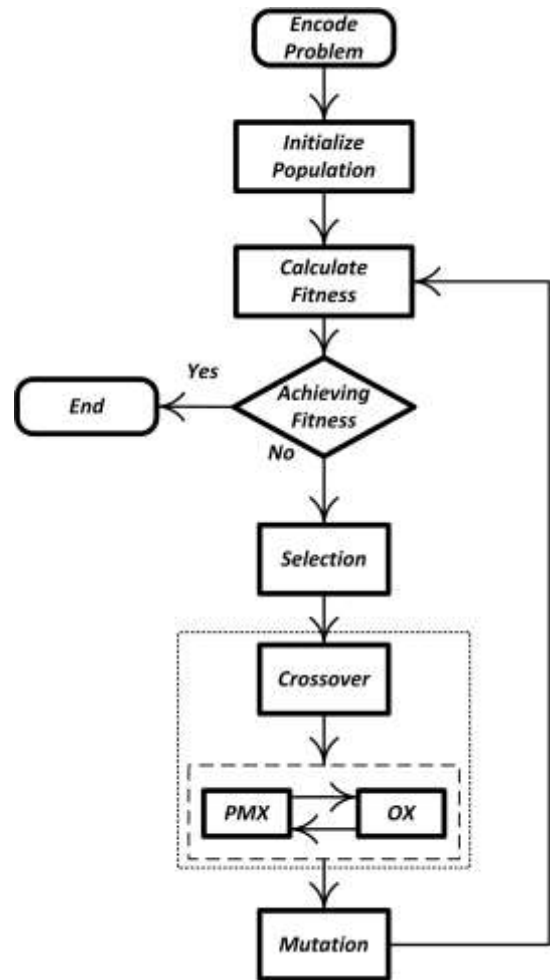 Encode
Problem
Initialize
Population
Calculate
Fitness
Yes
Achieving
Fitness
End
No
Selection
Crossover
PMX
OX
Mutation